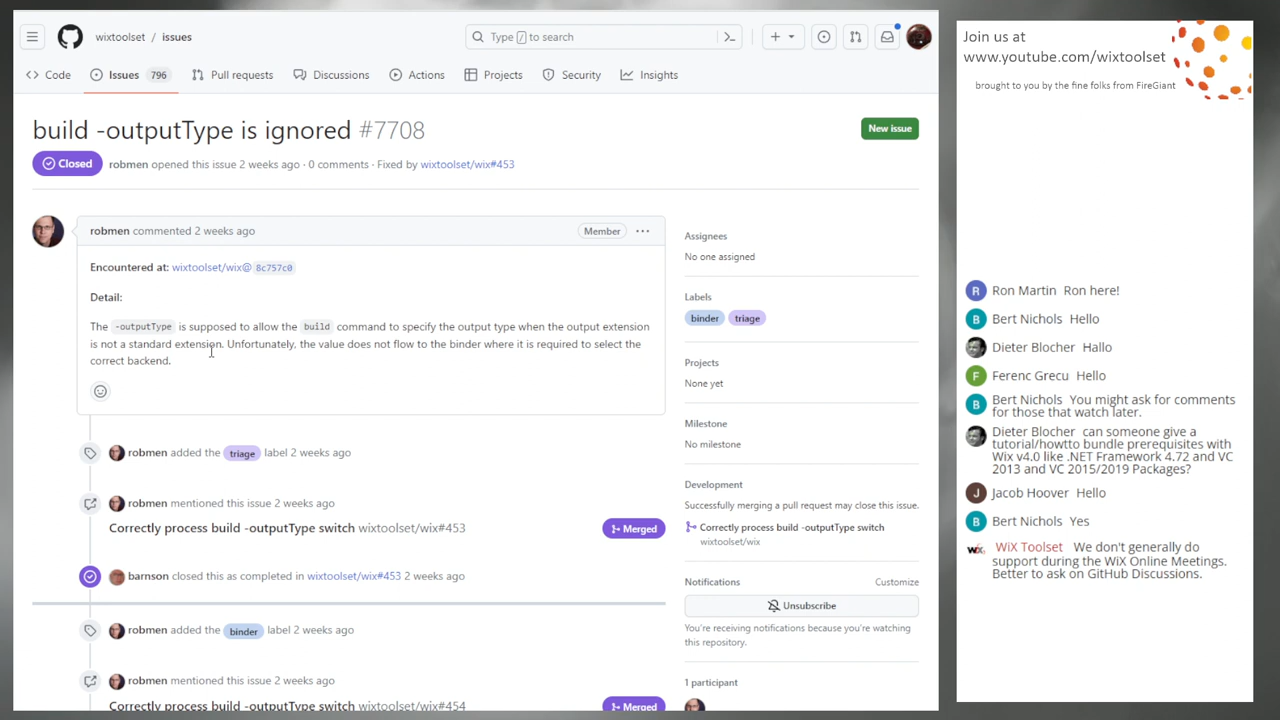 wixtoolset / issues
Type / to search
Code
Issues 796
Pull requests
Discussions
Actions
Projects
Security
Insights
build -outputType is ignored #7708
New issue
Closed
robmen opened this issue 2 weeks ago · 0 comments · Fixed by wixtoolset/wix#453
robmen commented 2 weeks ago
Member
Encountered at: wixtoolset/wix@ 8c757c0
Detail:
The -outputType is supposed to allow the build command to specify the output type when the output extension
is not a standard extension. Unfortunately, the value does not flow to the binder where it is required to select the
correct backend.
robmen added the triage label 2 weeks ago
robmen mentioned this issue 2 weeks ago
Correctly process build -outputType switch wixtoolset/wix#453
Merged
barnson closed this as completed in wixtoolset/wix#453 2 weeks ago
robmen added the binder label 2 weeks ago
robmen mentioned this issue 2 weeks ago
Correctly process build -outputType switch wixtoolset/wix#454
Merged
Assignees
No one assigned
Labels
binder triage
Projects
None yet
Milestone
No milestone
Development
Successfully merging a pull request may close this issue.
Correctly process build -outputType switch
wixtoolset/wix
Notifications
Customize
Unsubscribe
You're receiving notifications because you're watching
this repository.
1 participant
Join us at
www.youtube.com/wixtoolset
brought to you by the fine folks from FireGiant
R Ron Martin Ron here!
B Bert Nichols Hello
Dieter Blocher Hallo
F Ferenc Grecu Hello
B Bert Nichols You might ask for comments
for those that watch later.
Dieter Blocher can someone give a
tutorial/howtto bundle prerequisites with
Wix v4.0 like .NET Framework 4.72 and VC
2013 and VC 2015/2019 Packages?
J Jacob Hoover Hello
B Bert Nichols Yes
WiX Toolset We don't generally do
support during the WiX Online Meetings.
Better to ask on GitHub Discussions.